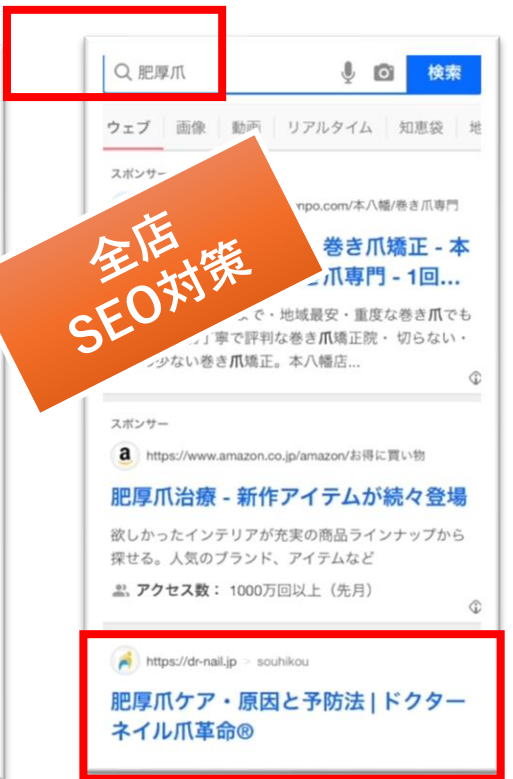 肥厚爪
検索
ウェブ 画像 動画 リアルタイム 知恵袋 地
スポンサー
npo.com/本八幡/巻き爪専門
巻き爪矯正 - 本
爪専門 - 1回...
全店
SEO対策
まで・地域最安・重度な巻き爪でも
丁寧で評判な巻き爪矯正院・ 切らない・
少ない巻き爪矯正。本八幡店...
スポンサー
a https://www.amazon.co.jp/amazon/お得に買い物
肥厚爪治療 - 新作アイテムが続々登場
欲しかったインテリアが充実の商品ラインナップから
探せる。人気のブランド、アイテムなど
アクセス数： 1000万回以上（先月）
https://dr-nail.jp > souhikou
肥厚爪ケア・原因と予防法 | ドクター
ネイル爪革命®